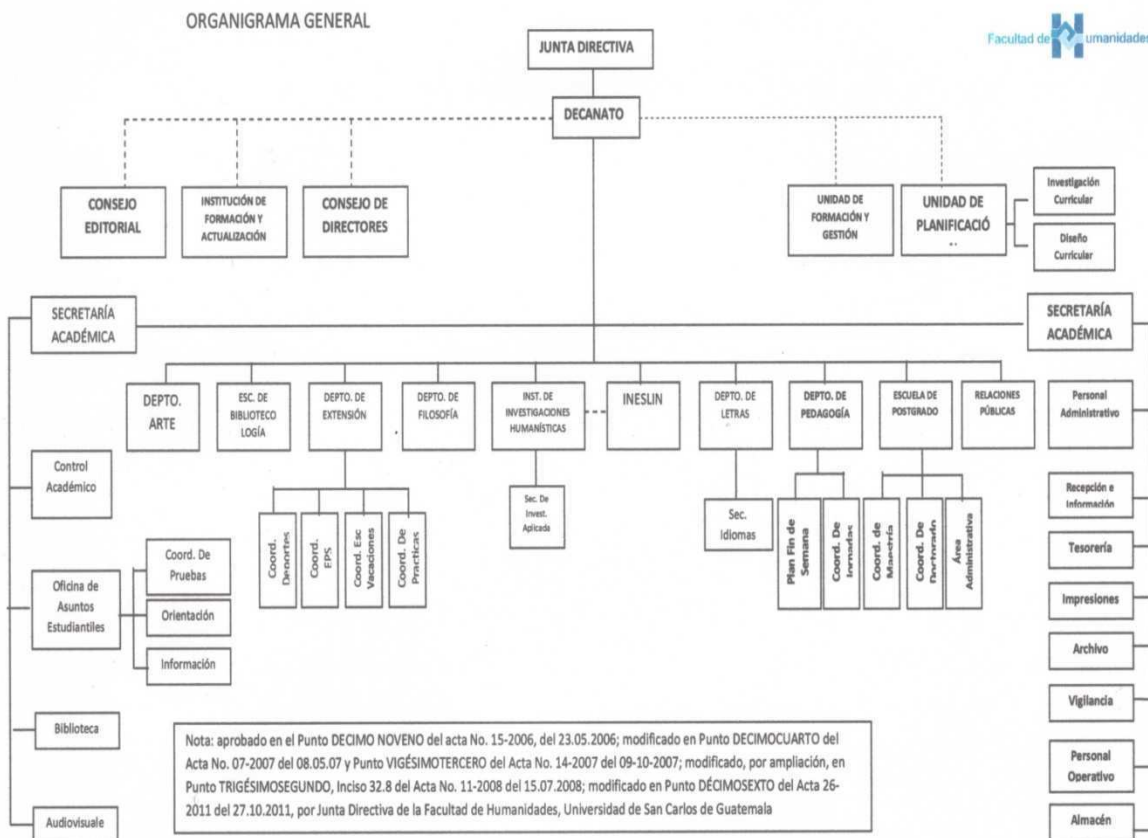 ORGANIGRAMA GENERAL
Facultad de Humanidades
JUNTA DIRECTIVA
DECANATO
CONSEJO
EDITORIAL
INSTITUCIÓN DE
FORMACIÓN Y
ACTUALIZACIÓN
CONSEJO DE
DIRECTORES
UNIDAD DE
FORMACIÓN Y
GESTIÓN
UNIDAD DE
PLANIFICACIÓ
Investigación
Curricular
Diseño
Curricular
SECRETARÍA
ACADÉMICA
SECRETARÍA
ACADÉMICA
DEPTO.
ARTE
ESC. DE
BIBLIOTECO
LOGÍA
DEPTO. DE
EXTENSIÓN
DEPTO. DE
FILOSOFÍA
INST. DE
INVESTIGACIONES
HUMANÍSTICAS
INESLIN
DEPTO. DE
LETRAS
DEPTO. DE
PEDAGOGÍA
ESCUELA DE
POSTGRADO
RELACIONES
PÚBLICAS
Personal
Administrativo
Control
Académico
Coord.
Deportes
Coord.
EPS
Coord. Esc
Vacaciones
Coord. De
Practicas
Sec. De
Invest.
Aplicada
Sec.
Idiomas
Plan Fin de
Semana
Coord. De
Jornadas
Coord. de
Maestría
Coord. De
Doctorado
Área
Administrativa
Recepción e
Información
Tesorería
Impresiones
Archivo
Vigilancia
Personal
Operativo
Almacén
Oficina de
Asuntos
Estudiantiles
Coord. De
Pruebas
Orientación
Información
Biblioteca
Audiovisuale
Nota: aprobado en el Punto DECIMO NOVENO del acta No. 15-2006, del 23.05.2006; modificado en Punto DECIMOCUARTO del
Acta No. 07-2007 del 08.05.07 y Punto VIGÉSIMOTERCERO del Acta No. 14-2007 del 09-10-2007; modificado, por ampliación, en
Punto TRIGÉSIMOSEGUNDO, Inciso 32.8 del Acta No. 11-2008 del 15.07.2008; modificado en Punto DÉCIMOSEXTO del Acta 26-
2011 del 27.10.2011, por Junta Directiva de la Facultad de Humanidades, Universidad de San Carlos de Guatemala